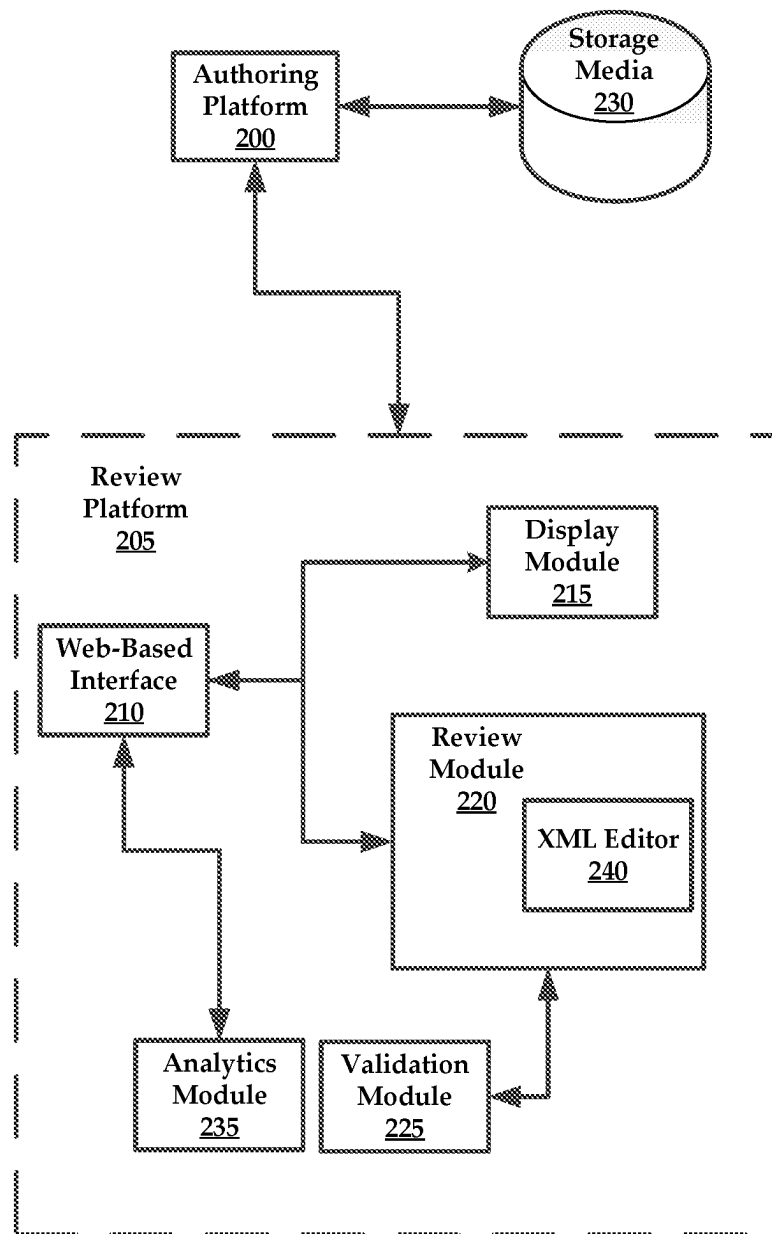 Authoring
Platform
200
Storage
Media
230
Review
Platform
205
Display
Module
215
Web-Based
Interface
210
Review
Module
220
XML Editor
240
Analytics
Module
235
Validation
Module
225